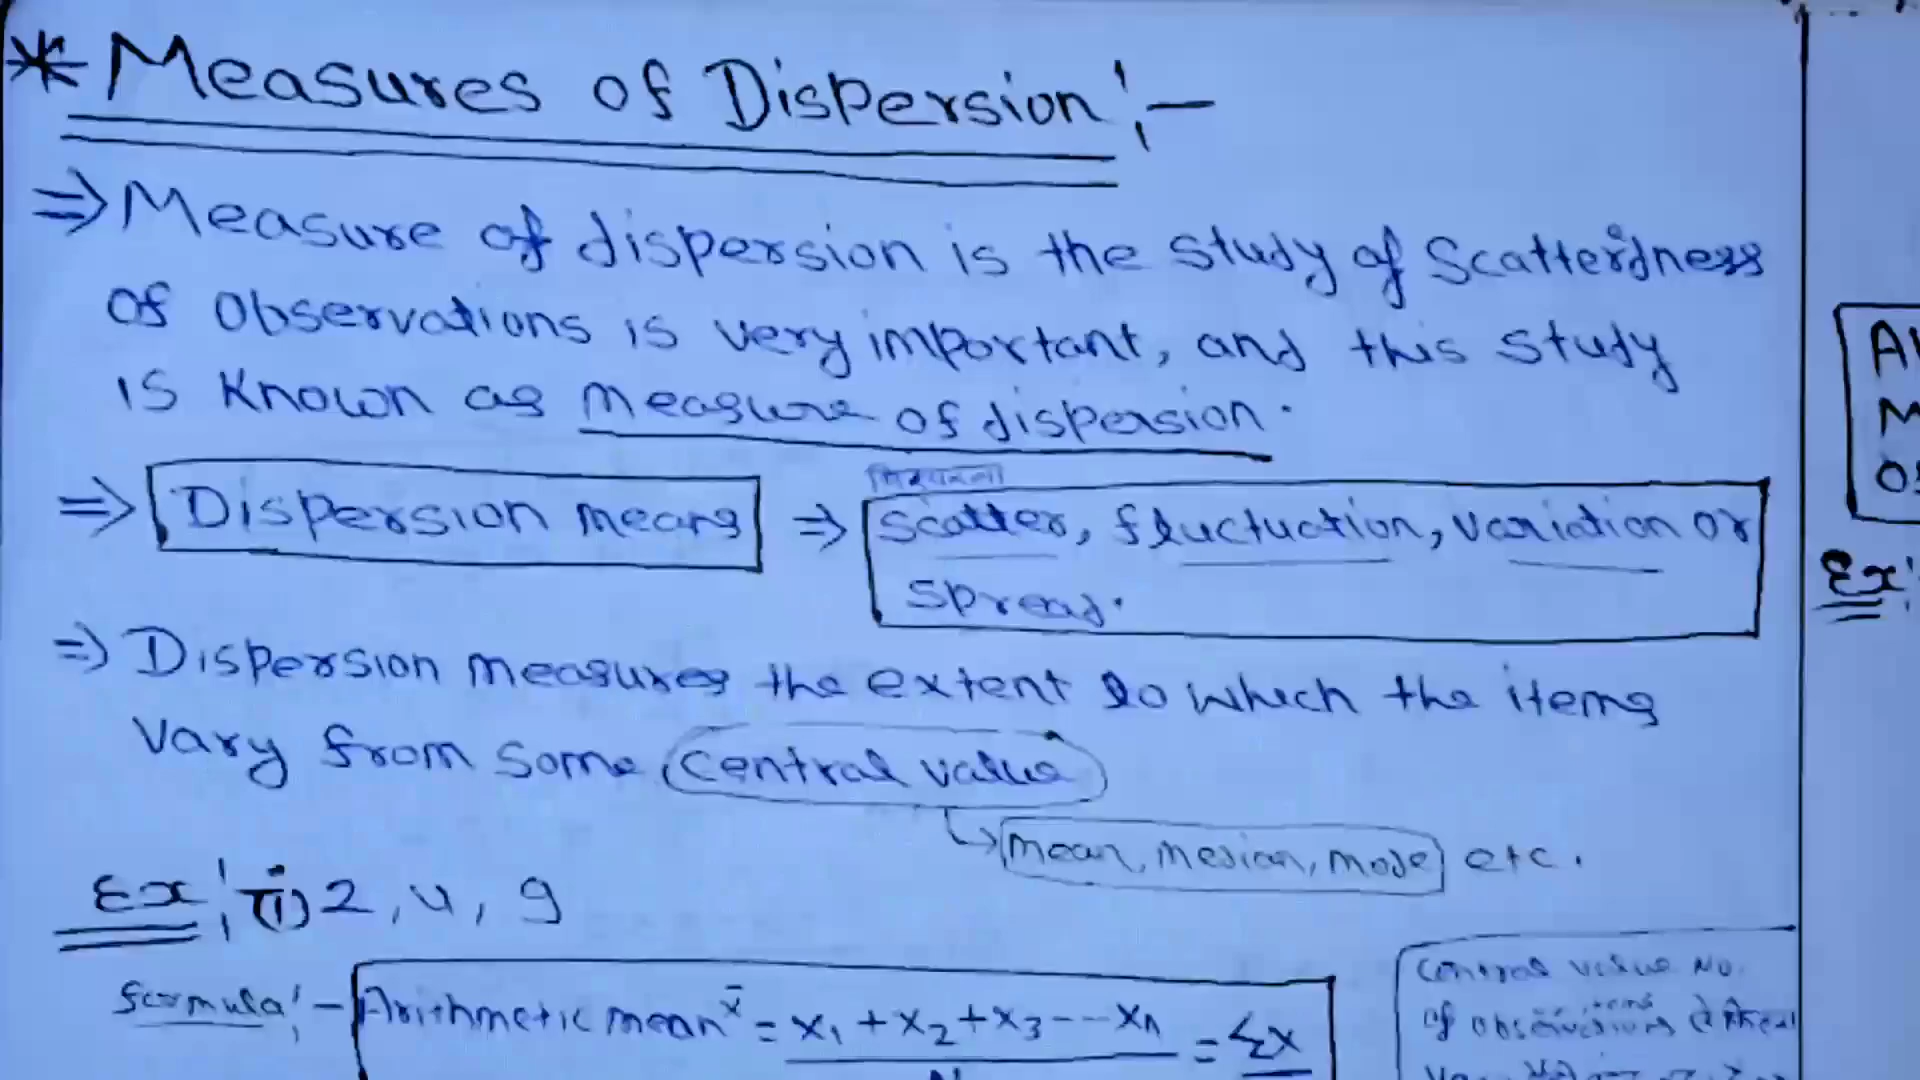 * Measures of Dispersion :-
⇒ Measure of dispersion is the study of Scatterdness
of observations is very important, and this study
is known as measure of dispersion.
⇒ Dispersion means ⇒ Scatter, fluctuation, variation or
spread.
⇒ Dispersion measures the extent to which the items
vary from some central value
↳ mean, median, mode etc.
Ex: (i) 2, 4, 9
formula:- Arithmetic mean x̄ = x₁ + x₂ + x₃ --- xₙ = Σx
N
Central value No.
of observations items
Ex: